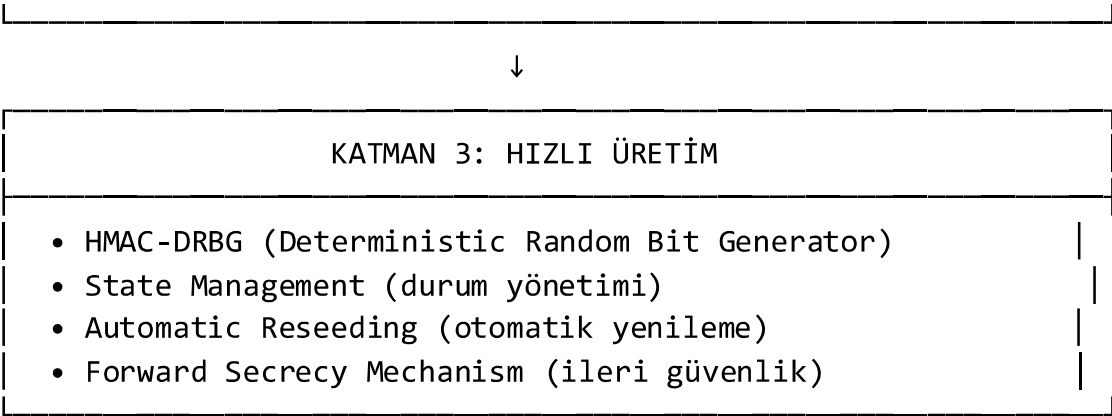 ↓
KATMAN 3: HIZLI ÜRETİM
• HMAC-DRBG (Deterministic Random Bit Generator)
• State Management (durum yönetimi)
• Automatic Reseeding (otomatik yenileme)
• Forward Secrecy Mechanism (ileri güvenlik)